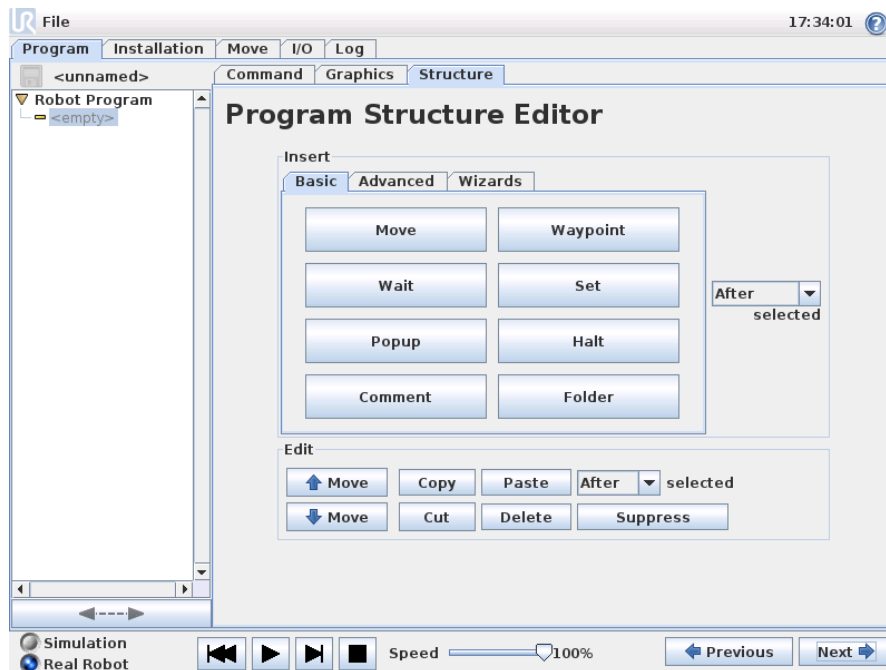 UR File 17:34:01 ?
Program Installation Move I/O Log
<unnamed> Command Graphics Structure
Robot Program
<empty>
Program Structure Editor
Insert
Basic Advanced Wizards
Move Waypoint
Wait Set
After
selected
Popup Halt
Comment Folder
Edit
Move Copy Paste After selected
Move Cut Delete Suppress
Simulation
Real Robot
Speed 100% Previous Next